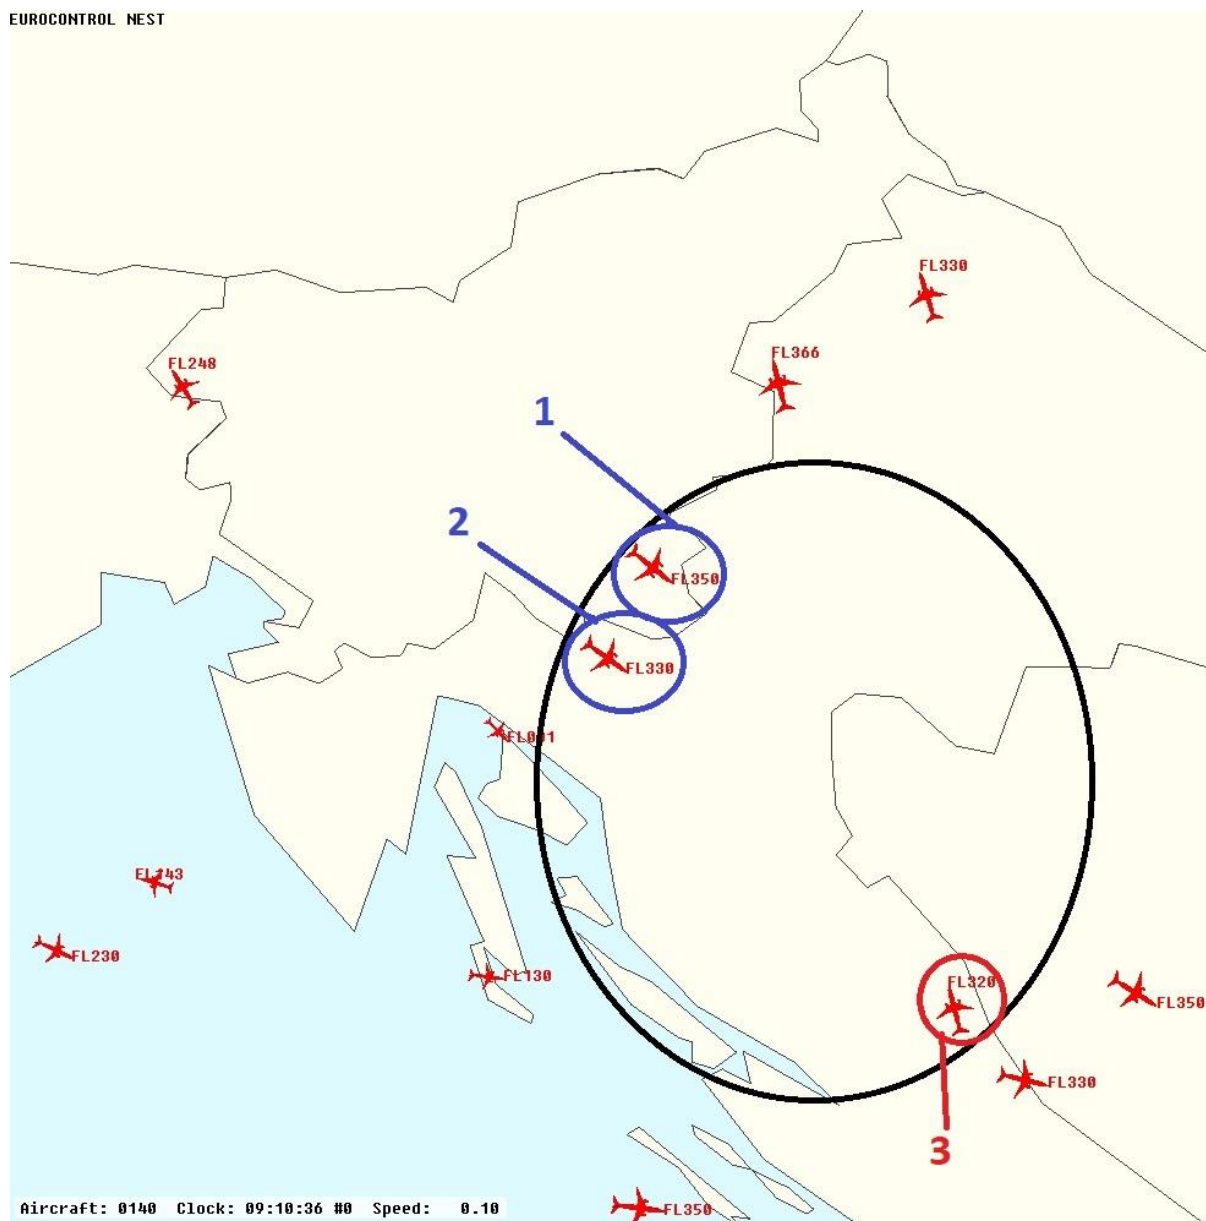 EUROCONTROL NEST
FL330
FL366
FL248
1
2
FL350
FL330
FL143
FL230
FL130
FL320
FL350
FL330
3
Aircraft: 0140 Clock: 09:10:36 #0 Speed: 0.10
FL350